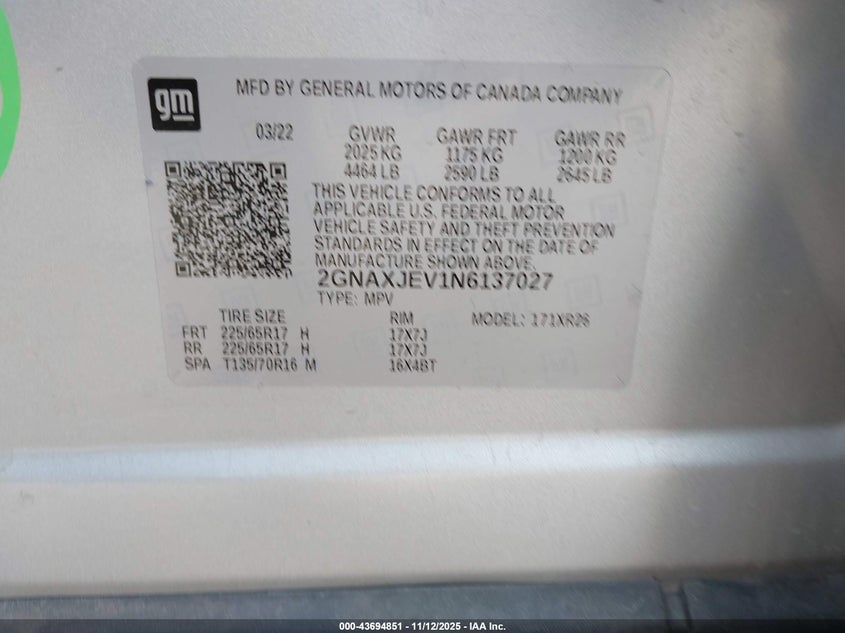 gm
MFD BY GENERAL MOTORS OF CANADA COMPANY
03/22 GVWR GAWR FRT GAWR RR
2025 KG 1175 KG 1200 KG
4464 LB 2590 LB 2645 LB
THIS VEHICLE CONFORMS TO ALL
APPLICABLE U.S. FEDERAL MOTOR
VEHICLE SAFETY AND THEFT PREVENTION
STANDARDS IN EFFECT ON THE DATE OF
MANUFACTURE SHOWN ABOVE.
2GNAXJEV1N6137027
TYPE: MPV
TIRE SIZE RIM MODEL: 171XR26
FRT 225/65R17 H 17X7J
RR 225/65R17 H 17X7J
SPA T135/70R16 M 16X4BT
000-43694851 - 11/12/2025 - IAA Inc.